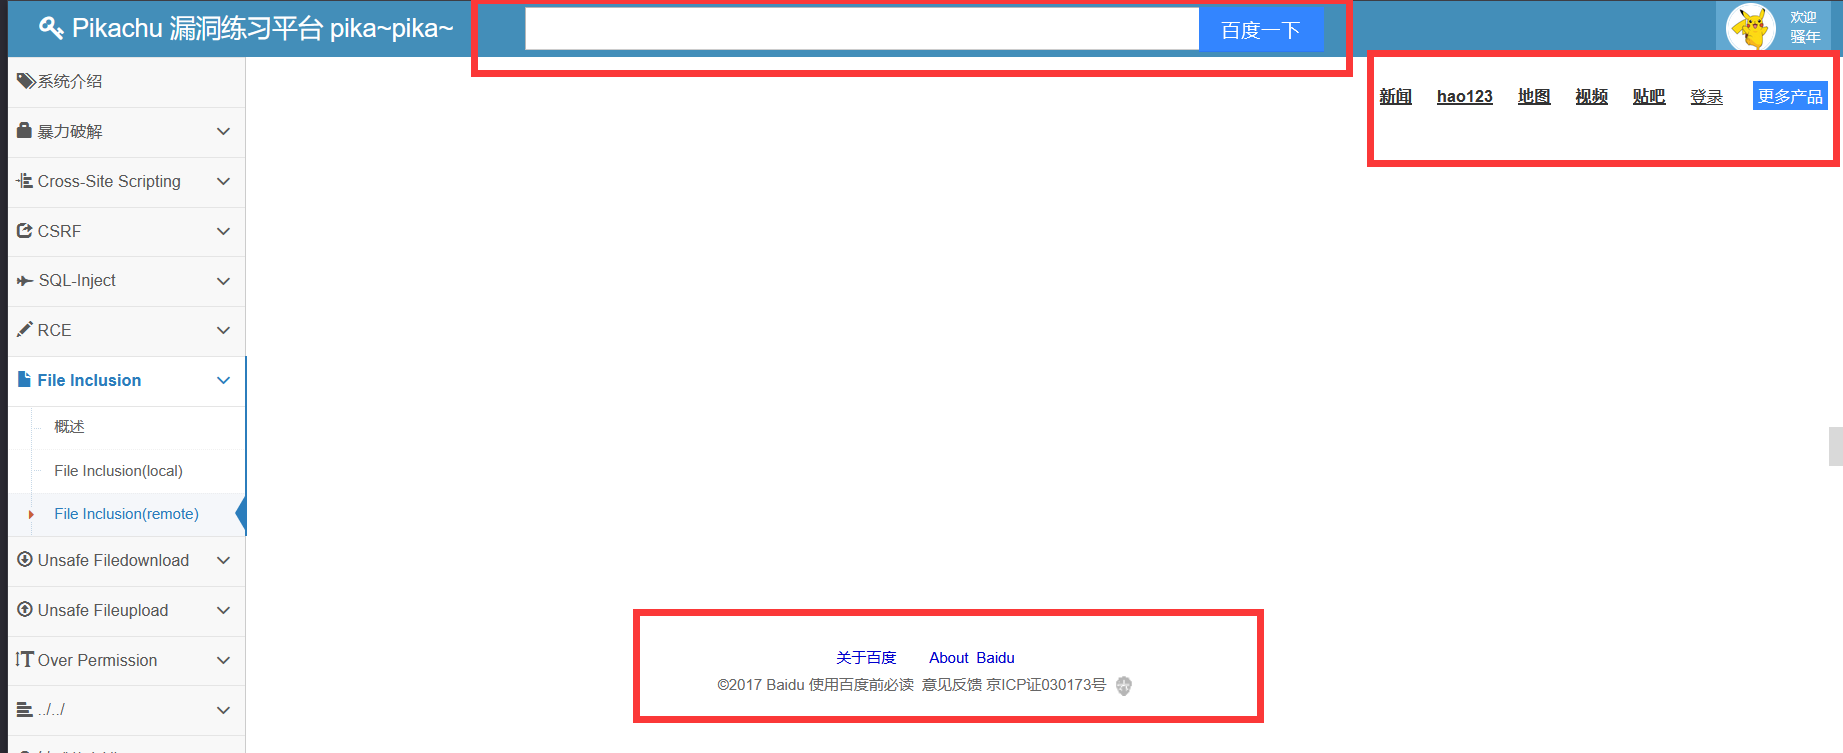 Pikachu 漏洞练习平台 pika~pika~
百度一下
欢迎
骚年
新闻 hao123 地图 视频 贴吧 登录 更多产品
系统介绍
暴力破解
Cross-Site Scripting
CSRF
SQL-Inject
RCE
File Inclusion
概述
File Inclusion(local)
File Inclusion(remote)
Unsafe Filedownload
Unsafe Fileupload
Over Permission
../../
关于百度 About Baidu
©2017 Baidu 使用百度前必读 意见反馈 京ICP证030173号